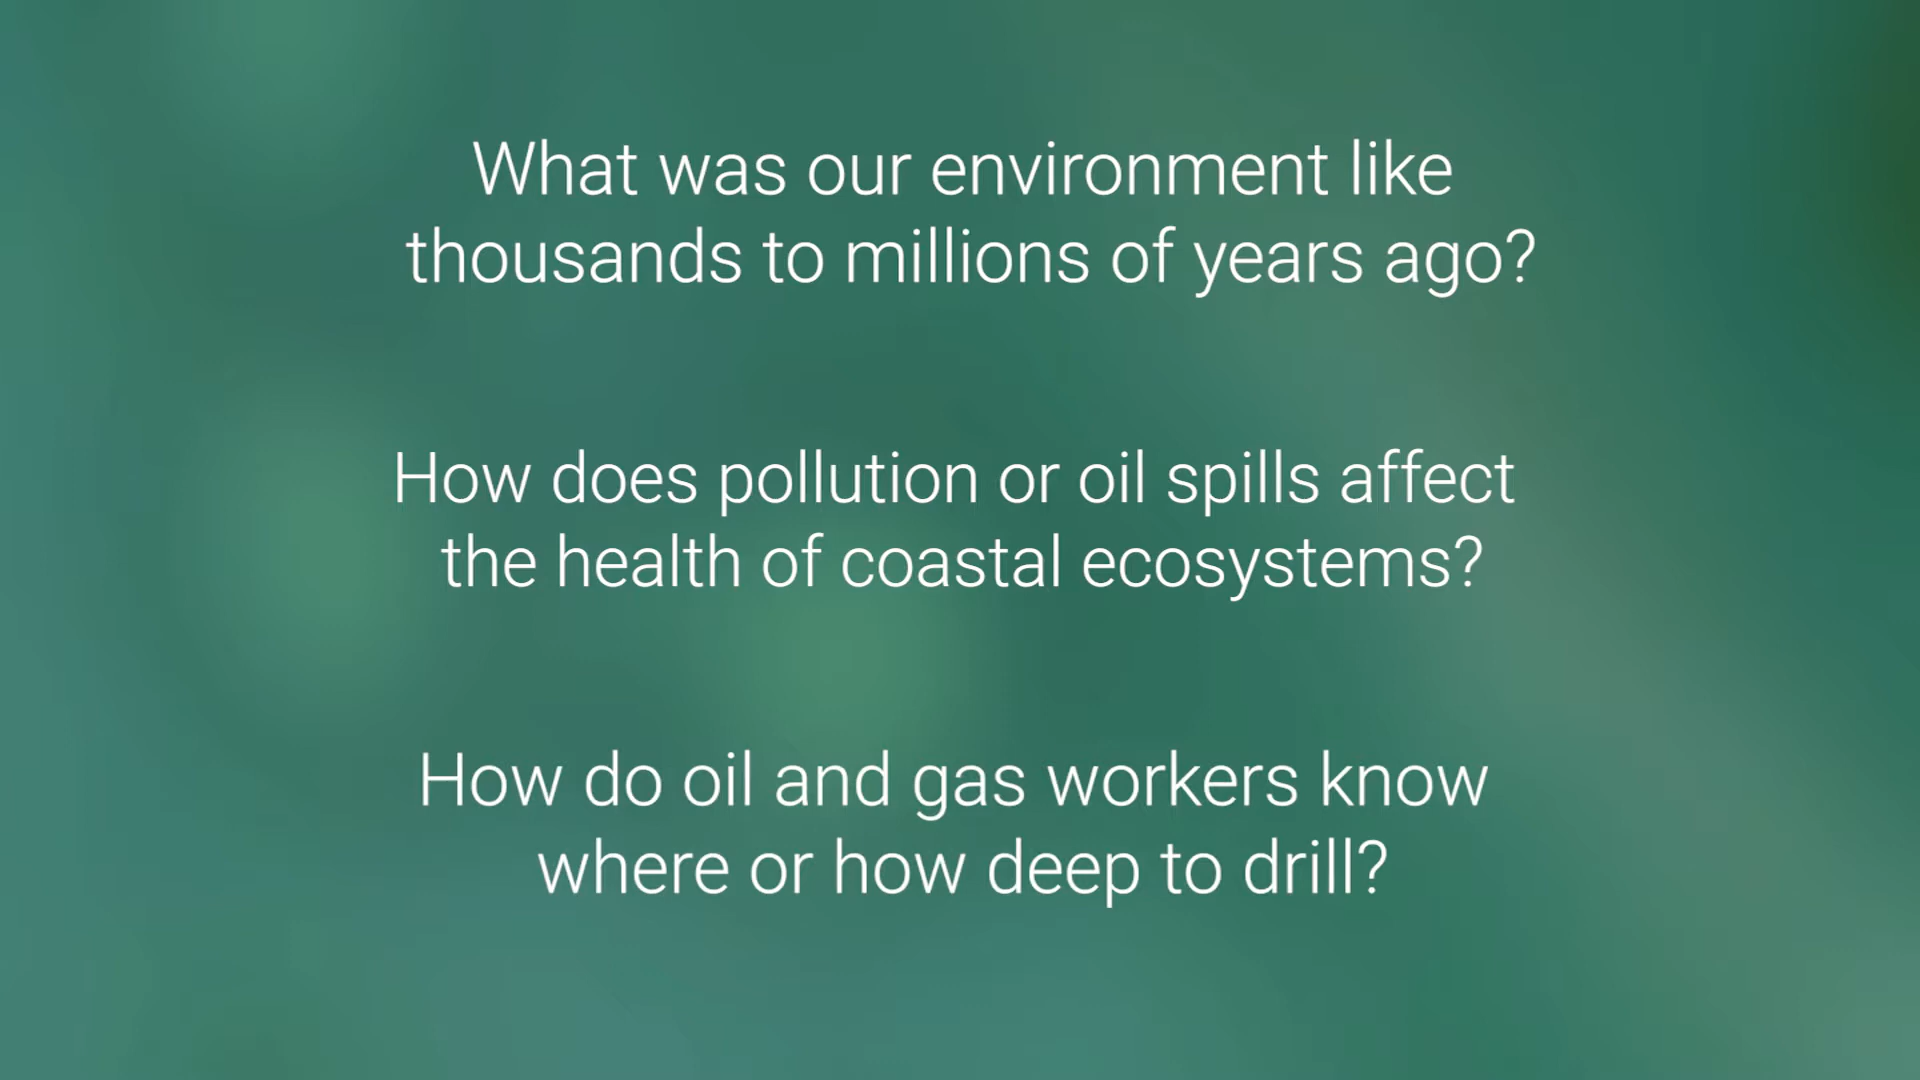 What was our environment like
thousands to millions of years ago?
How does pollution or oil spills affect
the health of coastal ecosystems?
How do oil and gas workers know
where or how deep to drill?